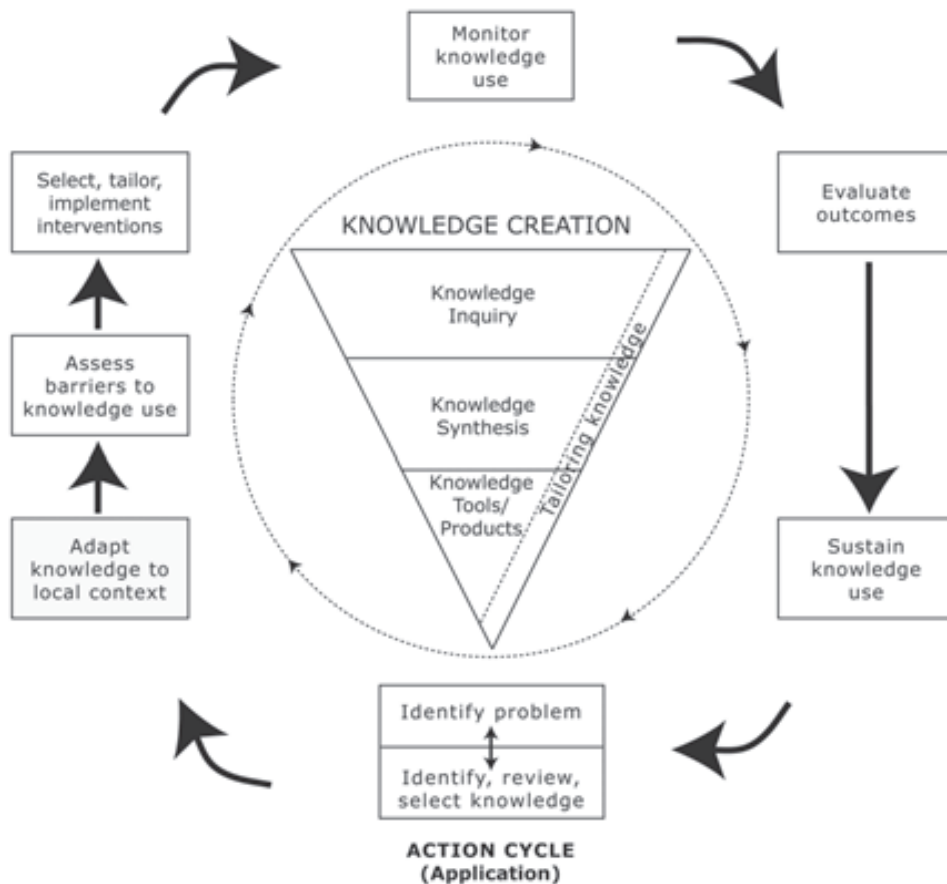 Monitor
knowledge
use
Select, tailor,
implement
interventions
Evaluate
outcomes
KNOWLEDGE CREATION
Knowledge
Inquiry
Assess
barriers to
knowledge use
Knowledge
Synthesis
Tailoring knowledge
Knowledge
Tools/
Products
Adapt
knowledge to
local context
Sustain
knowledge
use
Identify problem
Identify, review,
select knowledge
ACTION CYCLE
(Application)